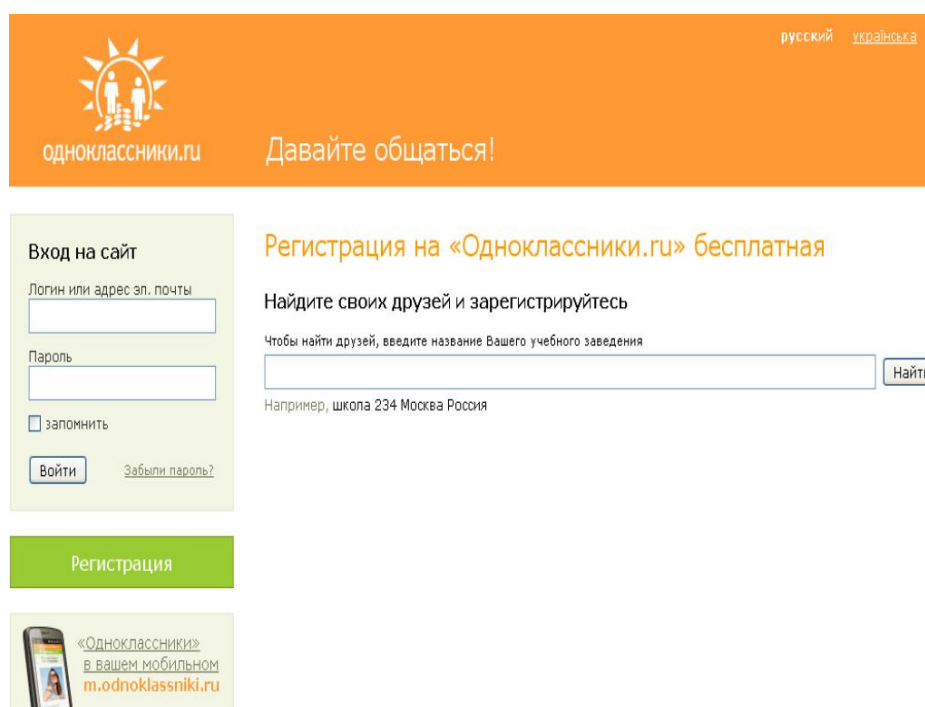 русский українська
одноклассники.ru
Давайте общаться!
Вход на сайт
Логин или адрес эл. почты
Пароль
запомнить
Войти Забыли пароль?
Регистрация
«Одноклассники»
в вашем мобильном
m.odnoklassniki.ru
Регистрация на «Одноклассники.ru» бесплатная
Найдите своих друзей и зарегистрируйтесь
Чтобы найти друзей, введите название Вашего учебного заведения
Найти
Например, школа 234 Москва Россия